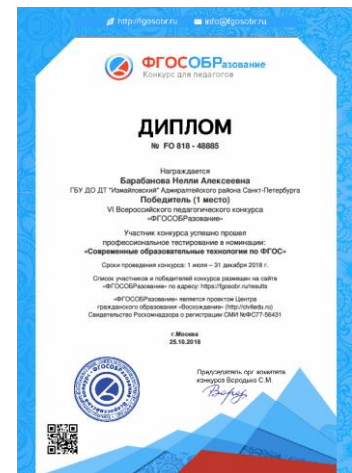 http://fgosobr.ru info@fgosobr.ru
ФГОСОБРазование
Конкурс для педагогов
ДИПЛОМ
№ FO 818 - 48885
Награждается
Барабанова Нелли Алексеевна
ГБУ ДО ДТ "Измайловский" Адмиралтейского района Санкт-Петербурга
Победитель (1 место)
VI Всероссийского педагогического конкурса
«ФГОСОБРазование»
Участник конкурса успешно прошел
профессиональное тестирование в номинации:
«Современные образовательные технологии по ФГОС»
Сроки проведения конкурса: 1 июля – 31 декабря 2018 г.
Список участников и победителей конкурса размещен на сайте
«ФГОСОБРазование» по адресу: https://fgosobr.ru/results
«ФГОСОБРазование» является проектом Центра
гражданского образования «Восхождение» (http://civiledu.ru)
Свидетельство Роскомнадзора о регистрации СМИ №ФС77-56431
г.Москва
25.10.2018
Председатель орг. комитета
конкурса Бородько С.М.